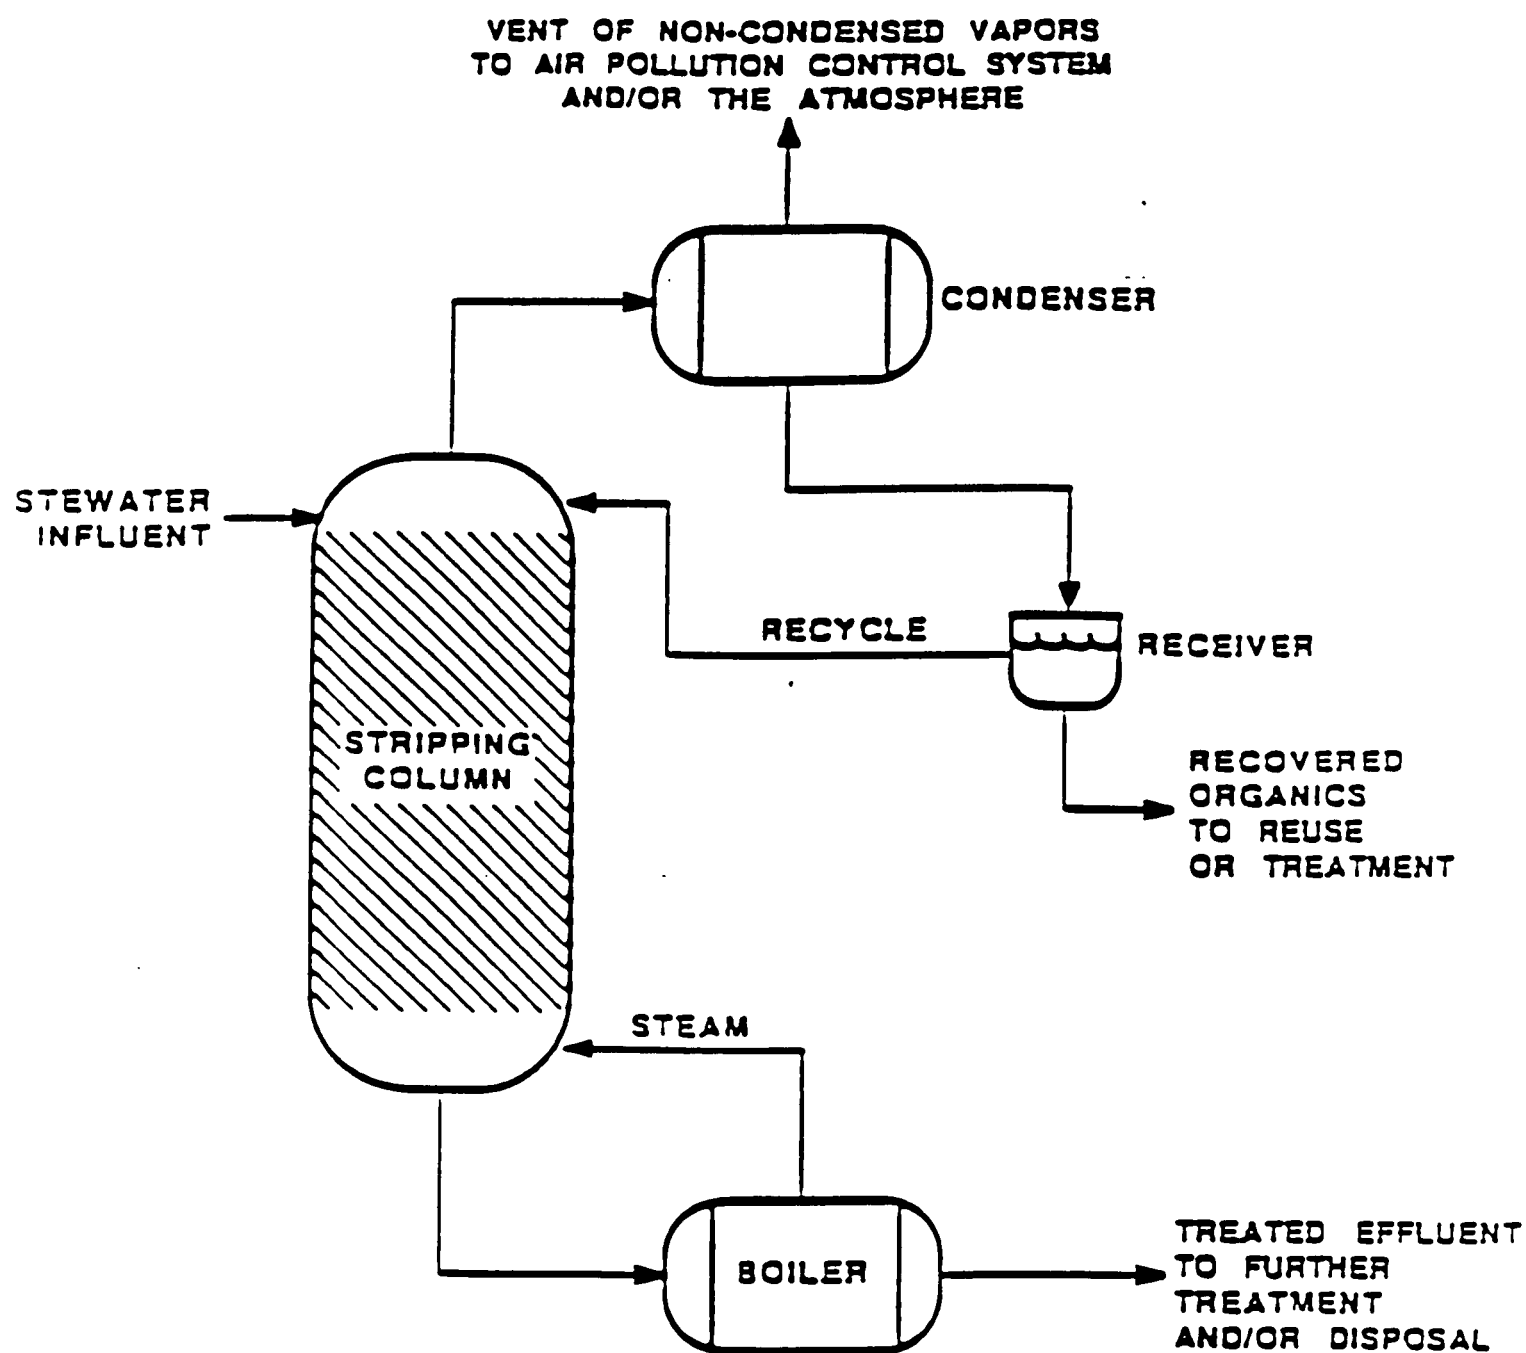 VENT OF NON-CONDENSED VAPORS
TO AIR POLLUTION CONTROL SYSTEM
AND/OR THE ATMOSPHERE
CONDENSER
STEWATER
INFLUENT
RECYCLE
RECEIVER
STRIPPING
COLUMN
RECOVERED
ORGANICS
TO REUSE
OR TREATMENT
STEAM
BOILER
TREATED EFFLUENT
TO FURTHER
TREATMENT
AND/OR DISPOSAL